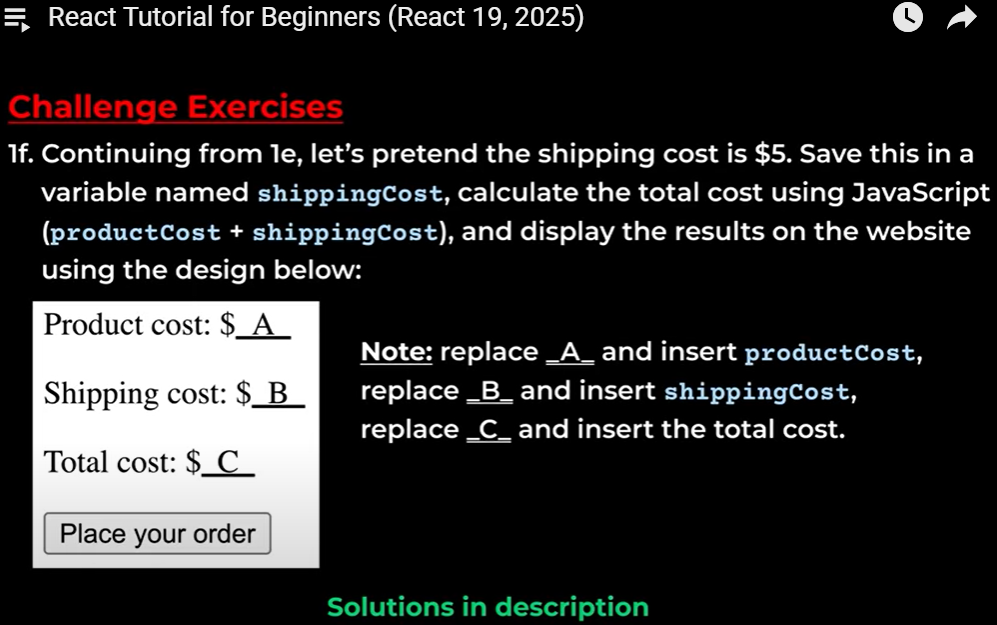 React Tutorial for Beginners (React 19, 2025)
Challenge Exercises
1f. Continuing from 1e, let's pretend the shipping cost is $5. Save this in a
variable named shippingCost, calculate the total cost using JavaScript
(productCost + shippingCost), and display the results on the website
using the design below:
Product cost: $_A_
Shipping cost: $_B_
Total cost: $_C_
Place your order
Note: replace _A_ and insert productCost,
replace _B_ and insert shippingCost,
replace _C_ and insert the total cost.
Solutions in description